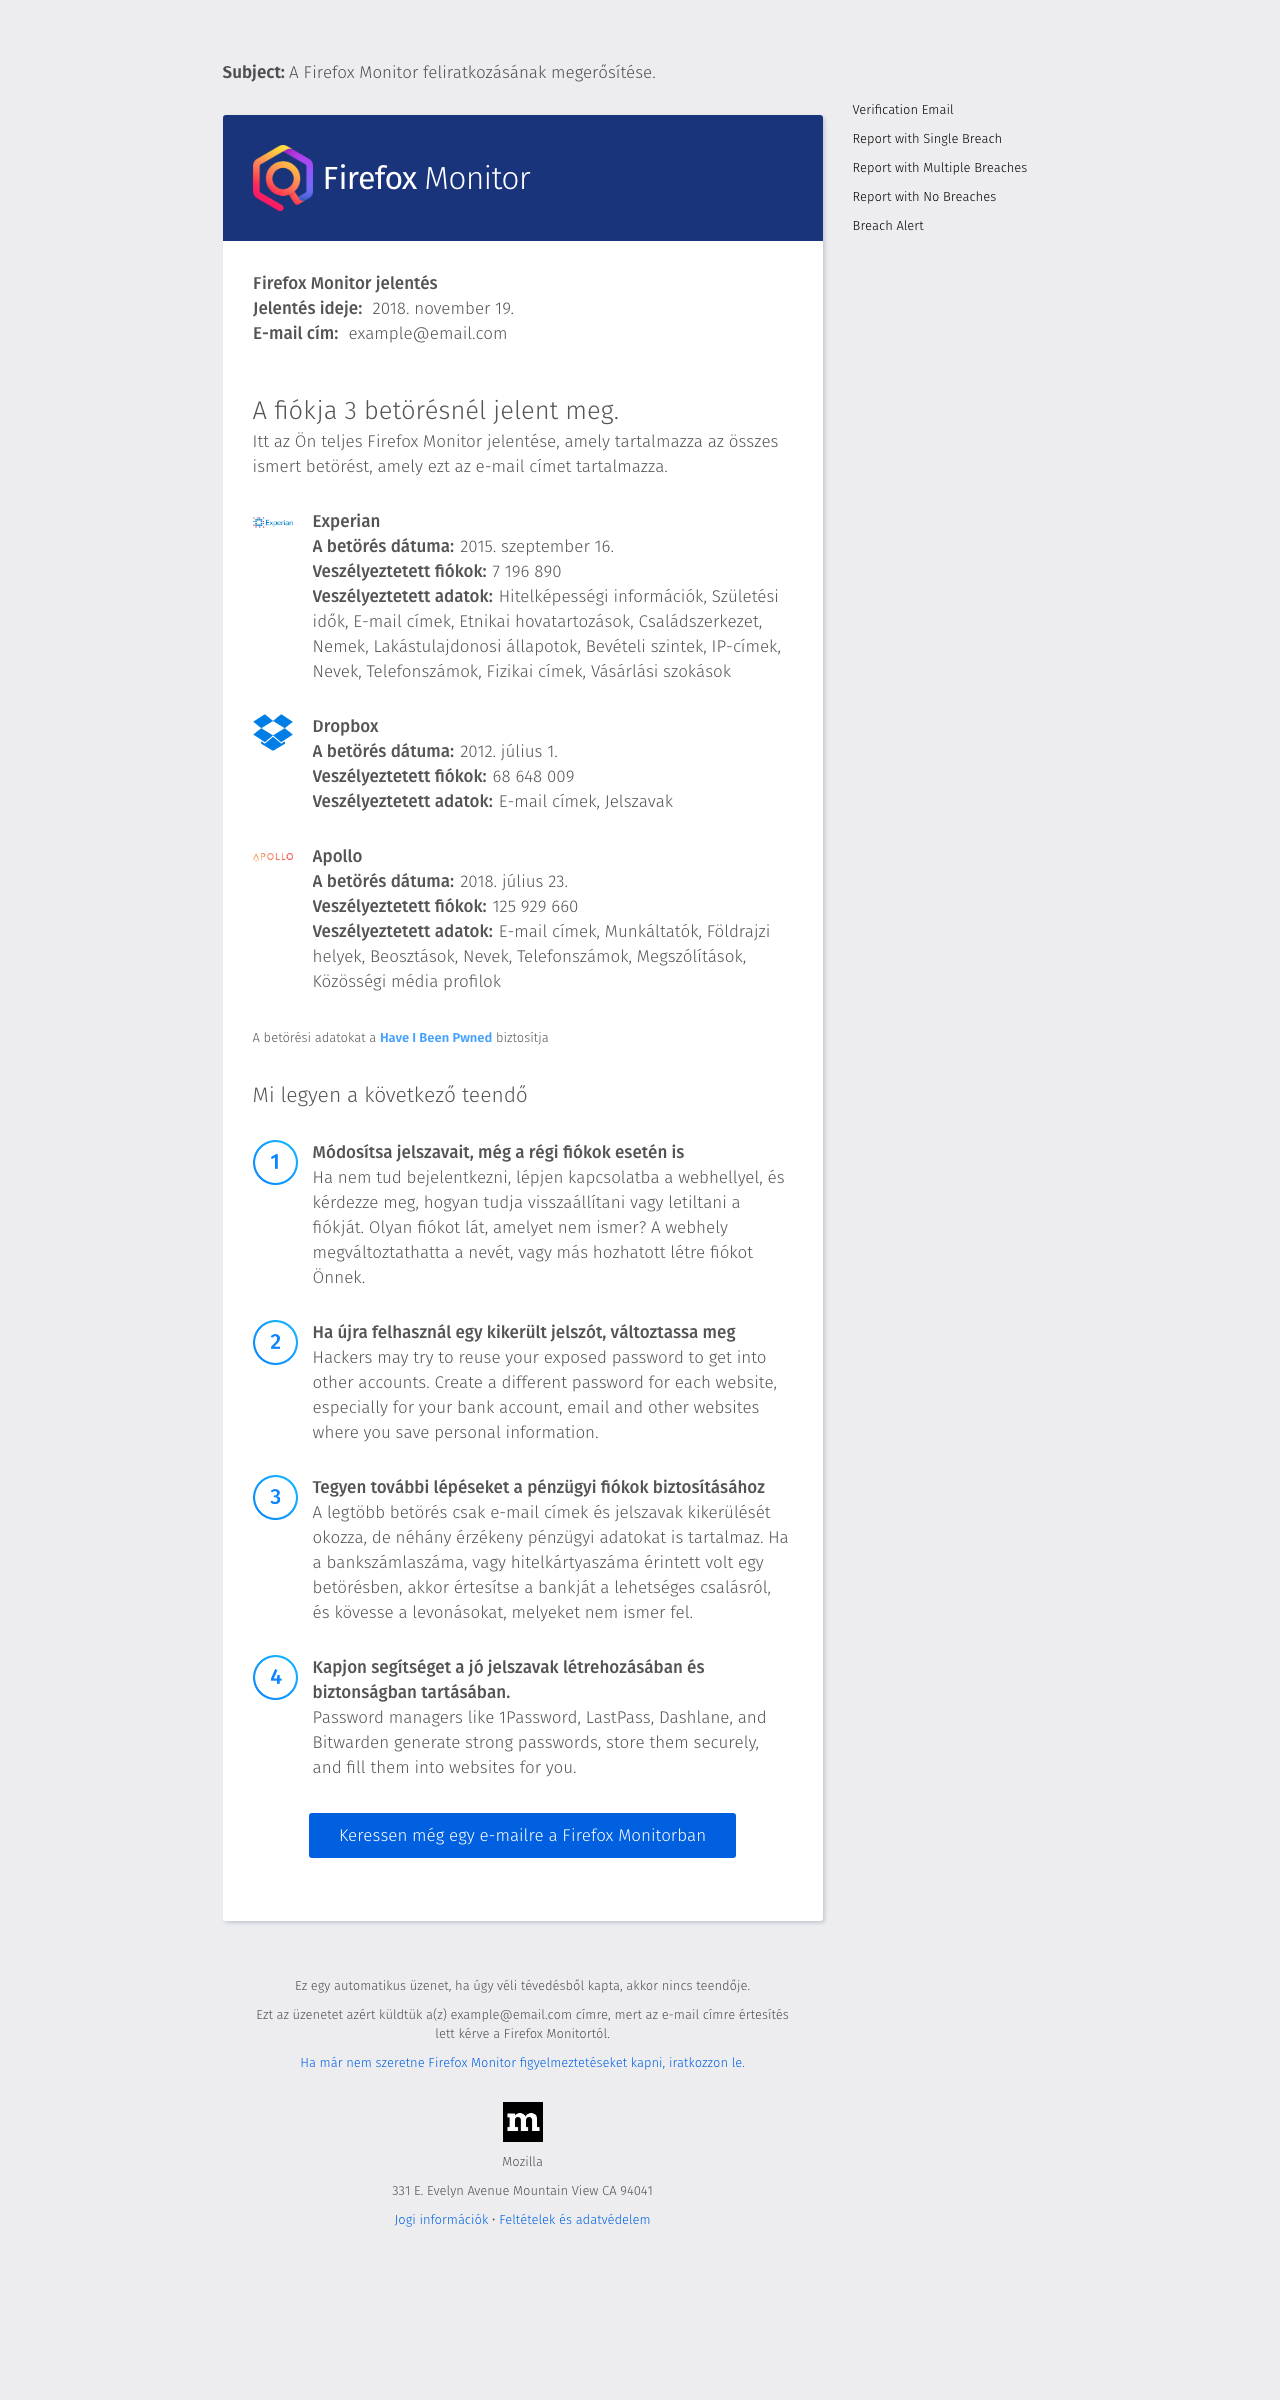 Subject: A Firefox Monitor feliratkozásának megerősítése.
Verification Email
Report with Single Breach
Report with Multiple Breaches
Report with No Breaches
Breach Alert
Firefox Monitor
Firefox Monitor jelentés
Jelentés ideje: 2018. november 19.
E-mail cím: example@email.com
A fiókja 3 betörésnél jelent meg.
Itt az Ön teljes Firefox Monitor jelentése, amely tartalmazza az összes
ismert betörést, amely ezt az e-mail címet tartalmazza.
Experian
Experian
A betörés dátuma: 2015. szeptember 16.
Veszélyeztetett fiókok: 7 196 890
Veszélyeztetett adatok: Hitelképességi információk, Születési
idők, E-mail címek, Etnikai hovatartozások, Családszerkezet,
Nemek, Lakástulajdonosi állapotok, Bevételi szintek, IP-címek,
Nevek, Telefonszámok, Fizikai címek, Vásárlási szokások
Dropbox
A betörés dátuma: 2012. július 1.
Veszélyeztetett fiókok: 68 648 009
Veszélyeztetett adatok: E-mail címek, Jelszavak
APOLLO
Apollo
A betörés dátuma: 2018. július 23.
Veszélyeztetett fiókok: 125 929 660
Veszélyeztetett adatok: E-mail címek, Munkáltatók, Földrajzi
helyek, Beosztások, Nevek, Telefonszámok, Megszólítások,
Közösségi média profilok
A betörési adatokat a Have I Been Pwned biztosítja
Mi legyen a következő teendő
1
Módosítsa jelszavait, még a régi fiókok esetén is
Ha nem tud bejelentkezni, lépjen kapcsolatba a webhellyel, és
kérdezze meg, hogyan tudja visszaállítani vagy letiltani a
fiókját. Olyan fiókot lát, amelyet nem ismer? A webhely
megváltoztathatta a nevét, vagy más hozhatott létre fiókot
Önnek.
2
Ha újra felhasznál egy kikerült jelszót, változtassa meg
Hackers may try to reuse your exposed password to get into
other accounts. Create a different password for each website,
especially for your bank account, email and other websites
where you save personal information.
3
Tegyen további lépéseket a pénzügyi fiókok biztosításához
A legtöbb betörés csak e-mail címek és jelszavak kikerülését
okozza, de néhány érzékeny pénzügyi adatokat is tartalmaz. Ha
a bankszámlaszáma, vagy hitelkártyaszáma érintett volt egy
betörésben, akkor értesítse a bankját a lehetséges csalásról,
és kövesse a levonásokat, melyeket nem ismer fel.
4
Kapjon segítséget a jó jelszavak létrehozásában és
biztonságban tartásában.
Password managers like 1Password, LastPass, Dashlane, and
Bitwarden generate strong passwords, store them securely,
and fill them into websites for you.
Keressen még egy e-mailre a Firefox Monitorban
Ez egy automatikus üzenet, ha úgy véli tévedésből kapta, akkor nincs teendője.
Ezt az üzenetet azért küldtük a(z) example@email.com címre, mert az e-mail címre értesítés
lett kérve a Firefox Monitortól.
Ha már nem szeretne Firefox Monitor figyelmeztetéseket kapni, iratkozzon le.
m
Mozilla
331 E. Evelyn Avenue Mountain View CA 94041
Jogi információk • Feltételek és adatvédelem